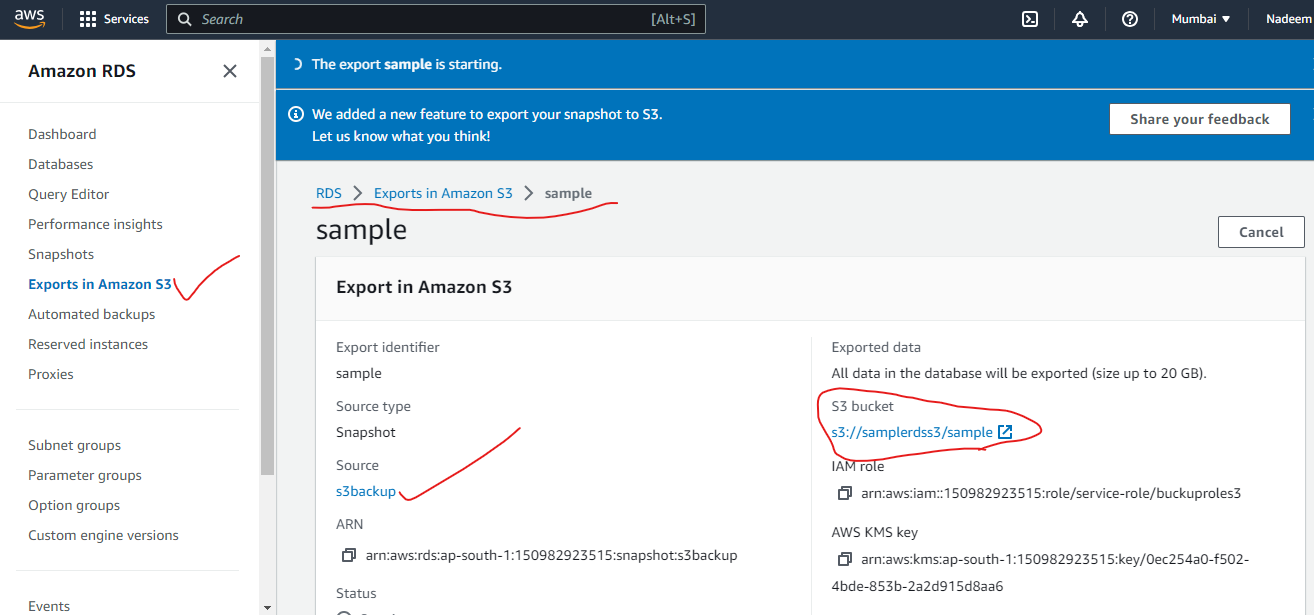 aws
Services
Search
[Alt+S]
Mumbai
Nadeem
Amazon RDS
Dashboard
Databases
Query Editor
Performance insights
Snapshots
Exports in Amazon S3
Automated backups
Reserved instances
Proxies
Subnet groups
Parameter groups
Option groups
Custom engine versions
Events
The export sample is starting.
We added a new feature to export your snapshot to S3.
Let us know what you think!
Share your feedback
RDS > Exports in Amazon S3 > sample
sample
Cancel
Export in Amazon S3
Export identifier
sample
Source type
Snapshot
Source
s3backup
ARN
arn:aws:rds:ap-south-1:150982923515:snapshot:s3backup
Status
Exported data
All data in the database will be exported (size up to 20 GB).
S3 bucket
s3://samplerdss3/sample
IAM role
arn:aws:iam::150982923515:role/service-role/buckuproles3
AWS KMS key
arn:aws:kms:ap-south-1:150982923515:key/0ec254a0-f502-
4bde-853b-2a2d915d8aa6